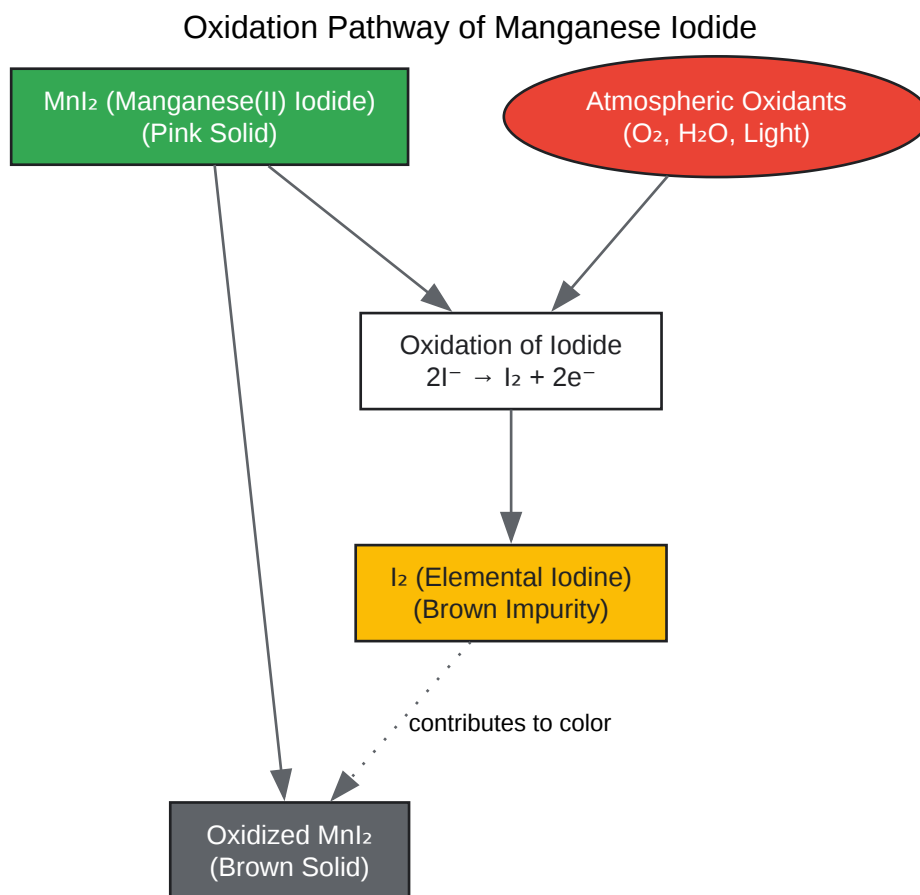 Oxidation Pathway of Manganese Iodide
MnI₂ (Manganese(II) Iodide)
(Pink Solid)
Atmospheric Oxidants
(O₂, H₂O, Light)
Oxidation of Iodide
2I⁻ → I₂ + 2e⁻
I₂ (Elemental Iodine)
(Brown Impurity)
contributes to color
Oxidized MnI₂
(Brown Solid)